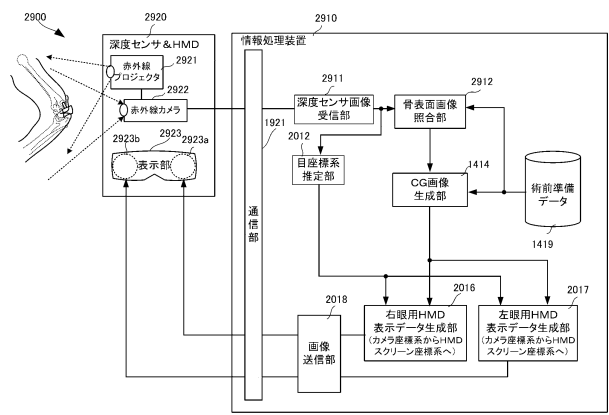 2900
2920
2910
深度センサ＆HMD
情報処理装置
2921
赤外線
プロジェクタ
2922
赤外線カメラ
2911
深度センサ画像
受信部
2912
骨表面画像
照合部
2923b
2923
2923a
表示部
1921
通信部
2012
目座標系
推定部
CG画像
生成部
1414
術前準備
データ
1419
2018
画像
送信部
2016
右眼用HMD
表示データ生成部
(カメラ座標系からHMD
スクリーン座標系へ)
2017
左眼用HMD
表示データ生成部
(カメラ座標系からHMD
スクリーン座標系へ)